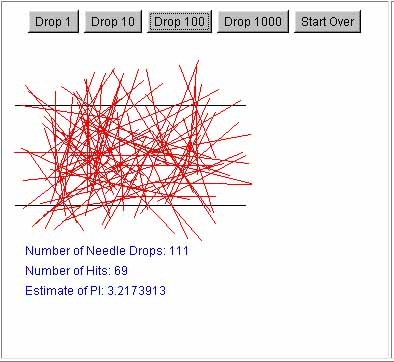 Drop 1 Drop 10 Drop 100 Drop 1000 Start Over
Number of Needle Drops: 111
Number of Hits: 69
Estimate of PI: 3.2173913